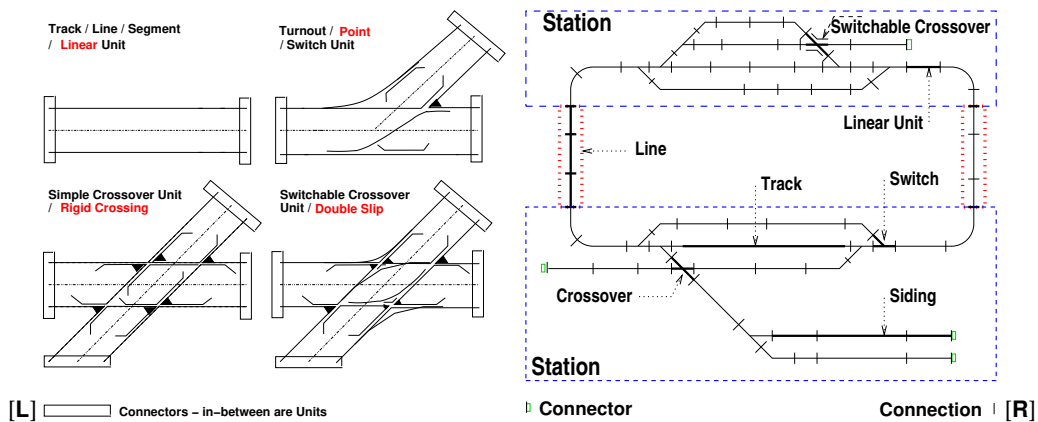 Track / Line / Segment
/ Linear Unit
Turnout / Point
/ Switch Unit
Simple Crossover Unit
/ Rigid Crossing
Switchable Crossover
Unit / Double Slip
[L]
Connectors − in−between are Units
Station
Switchable Crossover
Linear Unit
Line
Track
Switch
Crossover
Siding
Station
Connector
Connection
[R]